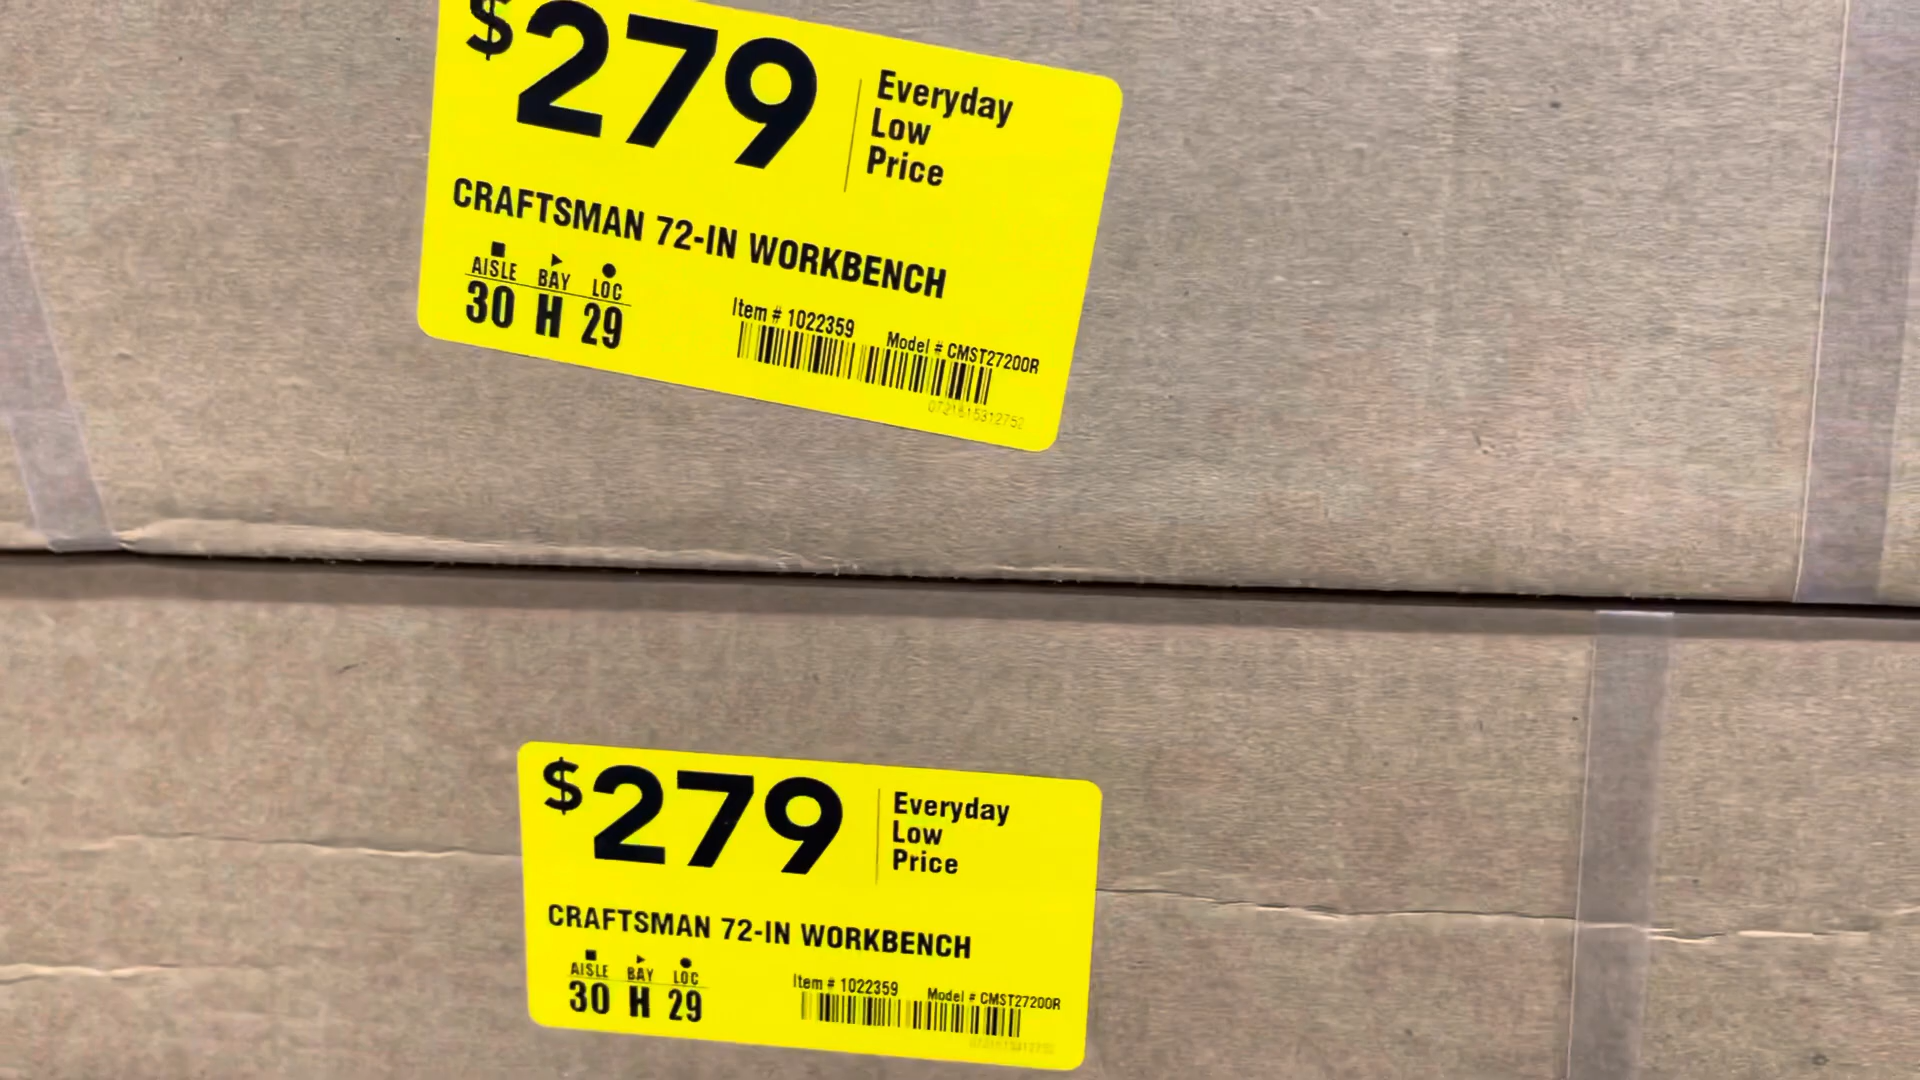 $279
Everyday
Low
Price
CRAFTSMAN 72-IN WORKBENCH
AISLE BAY LOC
30 H 29
Item # 1022359 Model # CMST27200R
$279
Everyday
Low
Price
CRAFTSMAN 72-IN WORKBENCH
AISLE BAY LOC
30 H 29
Item # 1022359 Model # CMST27200R